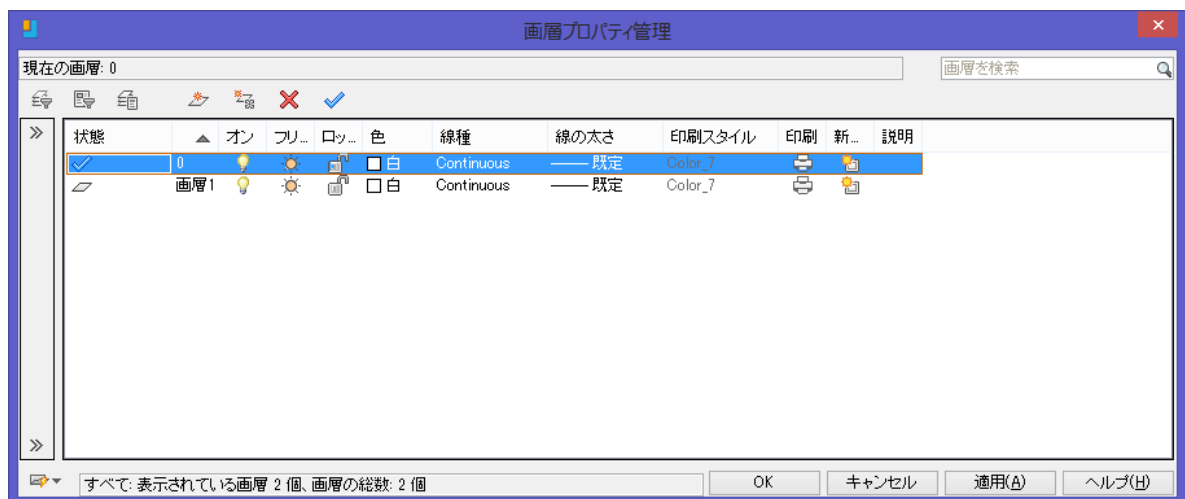 画層プロパティ管理
現在の画層: 0
画層を検索
状態 オン フリ... ロッ... 色 線種 線の太さ 印刷スタイル 印刷 新... 説明
0 白 Continuous 既定 Color_7
画層1 白 Continuous 既定 Color_7
すべて: 表示されている画層 2 個、画層の総数: 2 個
OK キャンセル 適用(A) ヘルプ(H)